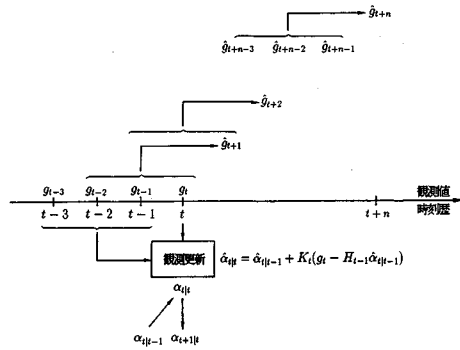 ĝ_{t+n}
ĝ_{t+n-3} ĝ_{t+n-2} ĝ_{t+n-1}
ĝ_{t+2}
ĝ_{t+1}
g_{t-3} g_{t-2} g_{t-1} g_t 観測値
t-3 t-2 t-1 t t+n 時刻歴
観測更新 α̂_{t|t} = α̂_{t|t-1} + K_t(g_t - H_{t-1}α̂_{t|t-1})
α_{t|t}
α_{t|t-1} α_{t+1|t}